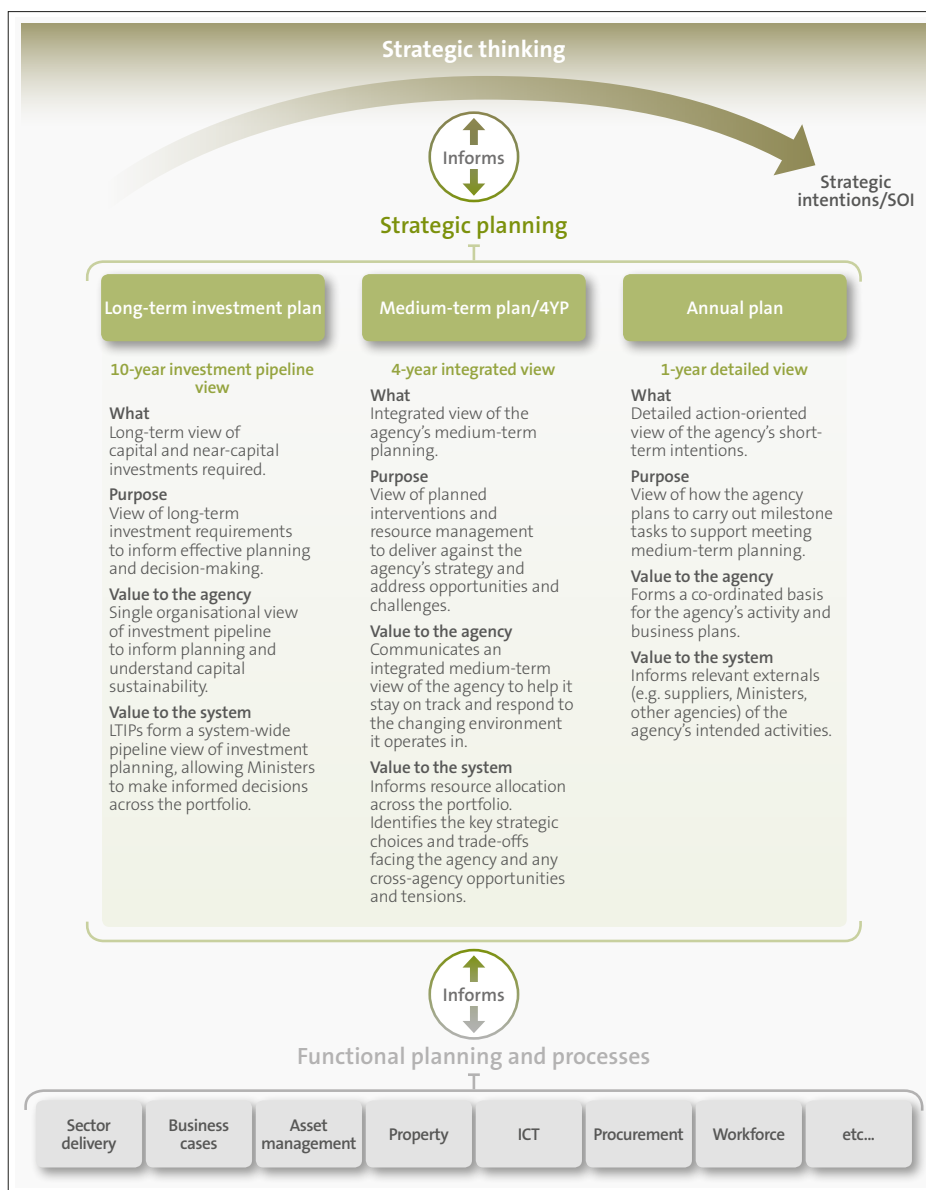 Strategic thinking
Informs
Strategic
intentions/SOI
Strategic planning
Long-term investment plan
10-year investment pipeline
view
What
Long-term view of
capital and near-capital
investments required.
Purpose
View of long-term
investment requirements
to inform effective planning
and decision-making.
Value to the agency
Single organisational view
of investment pipeline
to inform planning and
understand capital
sustainability.
Value to the system
LTIPs form a system-wide
pipeline view of investment
planning, allowing Ministers
to make informed decisions
across the portfolio.
Medium-term plan/4YP
4-year integrated view
What
Integrated view of the
agency's medium-term
planning.
Purpose
View of planned
interventions and
resource management
to deliver against the
agency's strategy and
address opportunities and
challenges.
Value to the agency
Communicates an
integrated medium-term
view of the agency to help it
stay on track and respond to
the changing environment
it operates in.
Value to the system
Informs resource allocation
across the portfolio.
Identifies the key strategic
choices and trade-offs
facing the agency and any
cross-agency opportunities
and tensions.
Annual plan
1-year detailed view
What
Detailed action-oriented
view of the agency's short-
term intentions.
Purpose
View of how the agency
plans to carry out milestone
tasks to support meeting
medium-term planning.
Value to the agency
Forms a co-ordinated basis
for the agency's activity and
business plans.
Value to the system
Informs relevant externals
(e.g. suppliers, Ministers,
other agencies) of the
agency's intended activities.
Informs
Functional planning and processes
Sector
delivery
Business
cases
Asset
management
Property
ICT
Procurement
Workforce
etc...